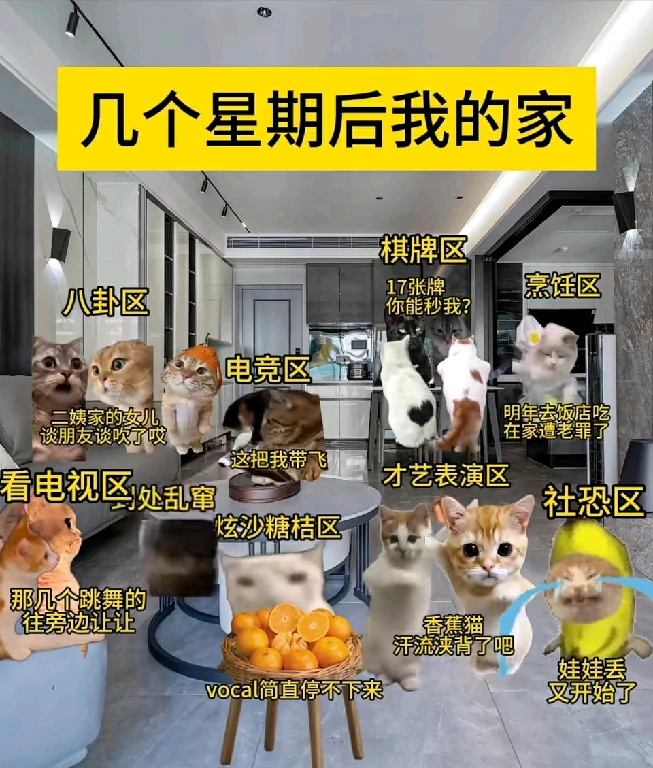 几个星期后我的家
棋牌区
17张牌
你能秒我?
烹饪区
八卦区
二姨家的女儿
谈朋友谈吹了哎
电竞区
这把我带飞
明年去饭店吃
在家遭老罪了
看电视区
到处乱窜
才艺表演区
社恐区
炫沙糖桔区
那几个跳舞的
往旁边让让
香蕉猫
汗流浃背了吧
vocal简直停不下来
娃娃丢
又开始了